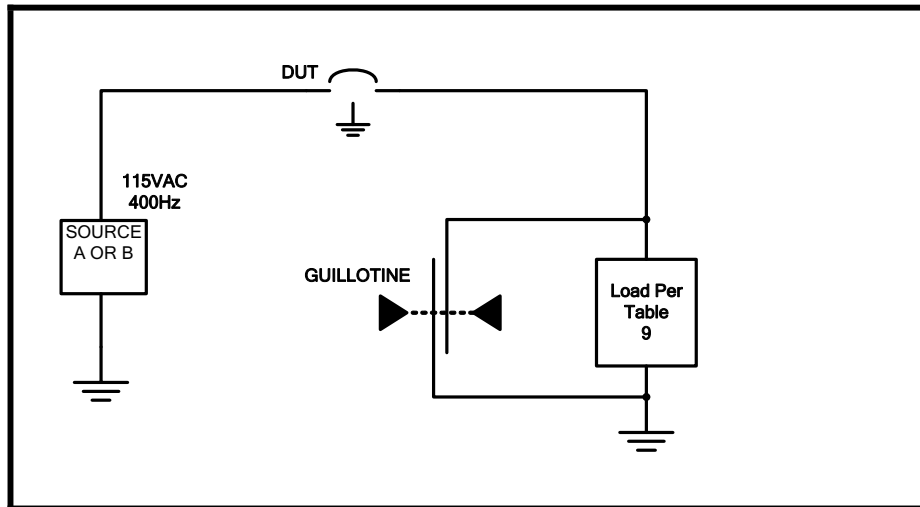 DUT
115VAC
400Hz
SOURCE
A OR B
GUILLOTINE
Load Per
Table
9